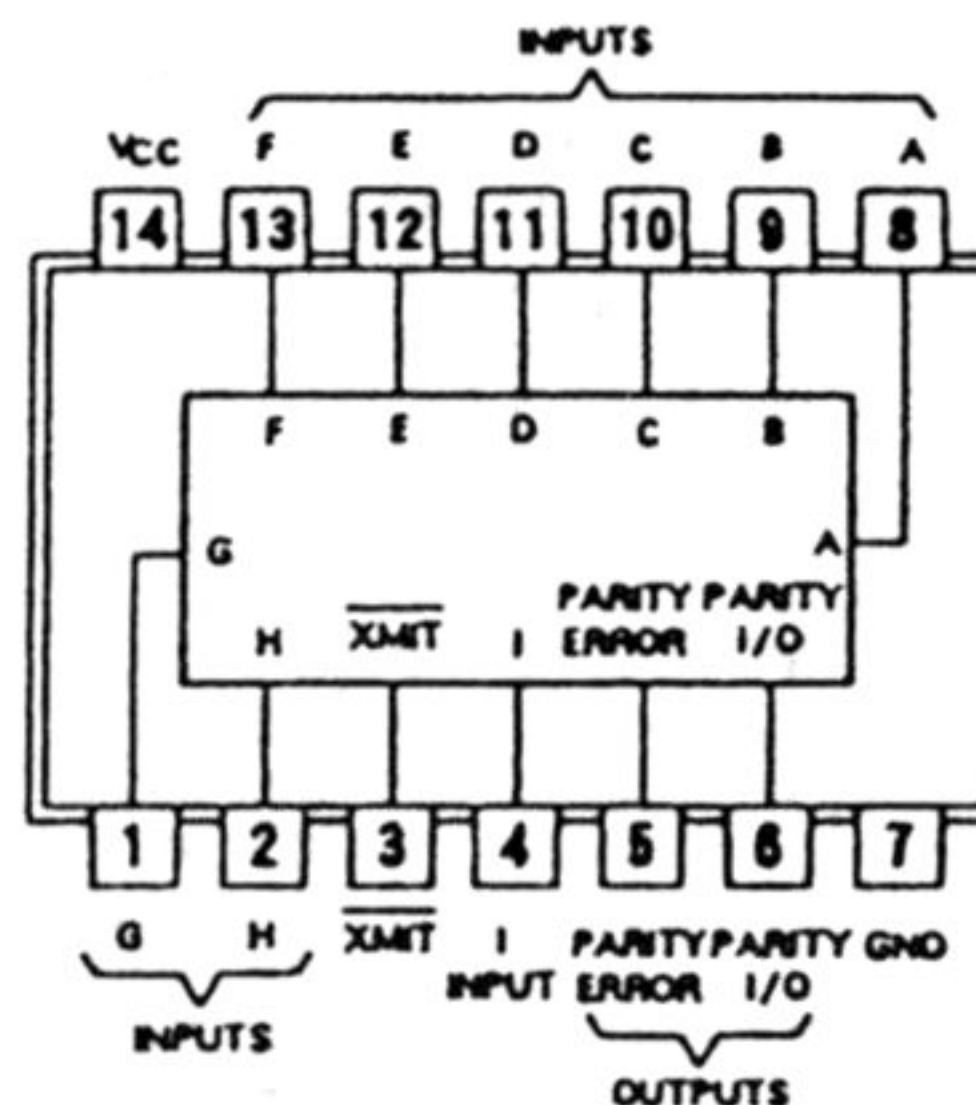 INPUTS
VCC F E D C B A
14 13 12 11 10 9 8
F E D C B
G A
PARITY PARITY
H XMIT I ERROR I/O
1 2 3 4 5 6 7
G H XMIT I PARITY PARITY GND
INPUT ERROR I/O
INPUTS
OUTPUTS